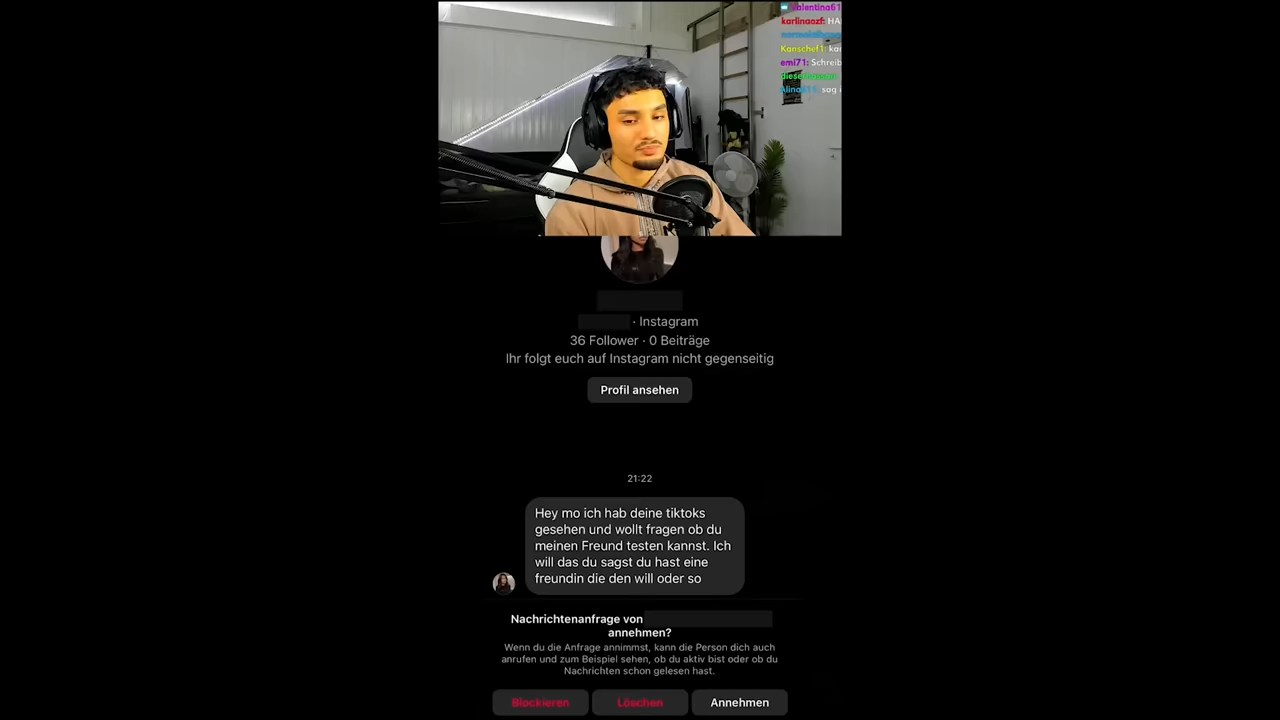 Valentina61
karlinaozf: HA
Kanschef1: kar
emi71: Schreib
Alina211: sag i
· Instagram
36 Follower · 0 Beiträge
Ihr folgt euch auf Instagram nicht gegenseitig
Profil ansehen
21:22
Hey mo ich hab deine tiktoks
gesehen und wollt fragen ob du
meinen Freund testen kannst. Ich
will das du sagst du hast eine
freundin die den will oder so
Nachrichtenanfrage von
annehmen?
Wenn du die Anfrage annimmst, kann die Person dich auch
anrufen und zum Beispiel sehen, ob du aktiv bist oder ob du
Nachrichten schon gelesen hast.
Blockieren
Löschen
Annehmen